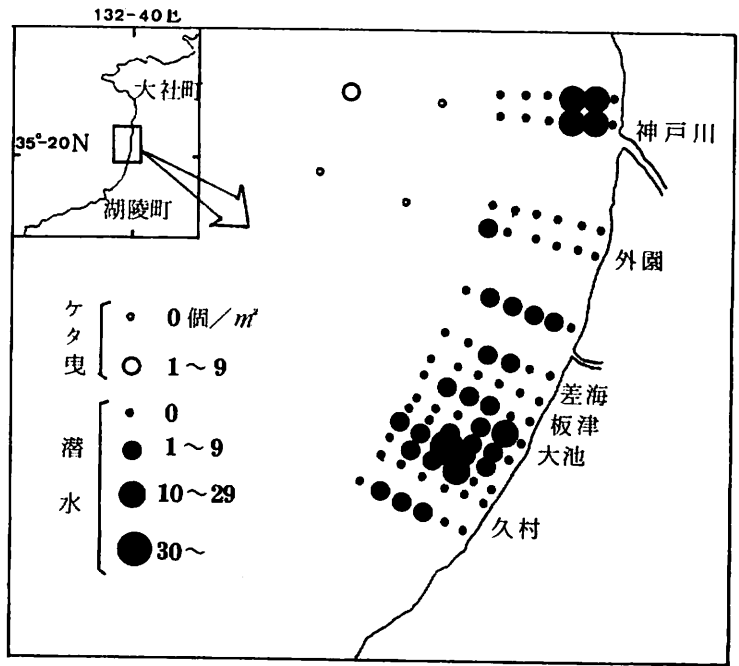 132-40E
大社町
35°-20N
湖陵町
神戸川
外園
差海
板津
大池
久村
ケタ曳
0個/m²
1~9
潜水
0
1~9
10~29
30~